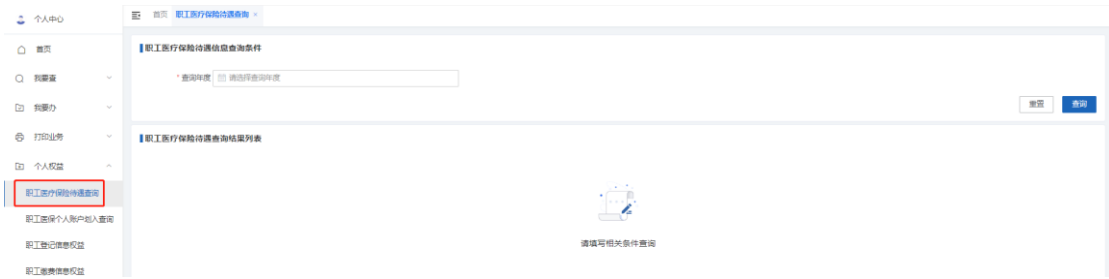 个人中心
首页
我要查
我要办
打印业务
个人权益
职工医疗保险待遇查询
职工医保个人账户划入查询
职工登记信息权益
职工缴费信息权益
首页 职工医疗保险待遇查询 ×
职工医疗保险待遇信息查询条件
* 查询年度 请选择查询年度
重置 查询
职工医疗保险待遇查询结果列表
请填写相关条件查询